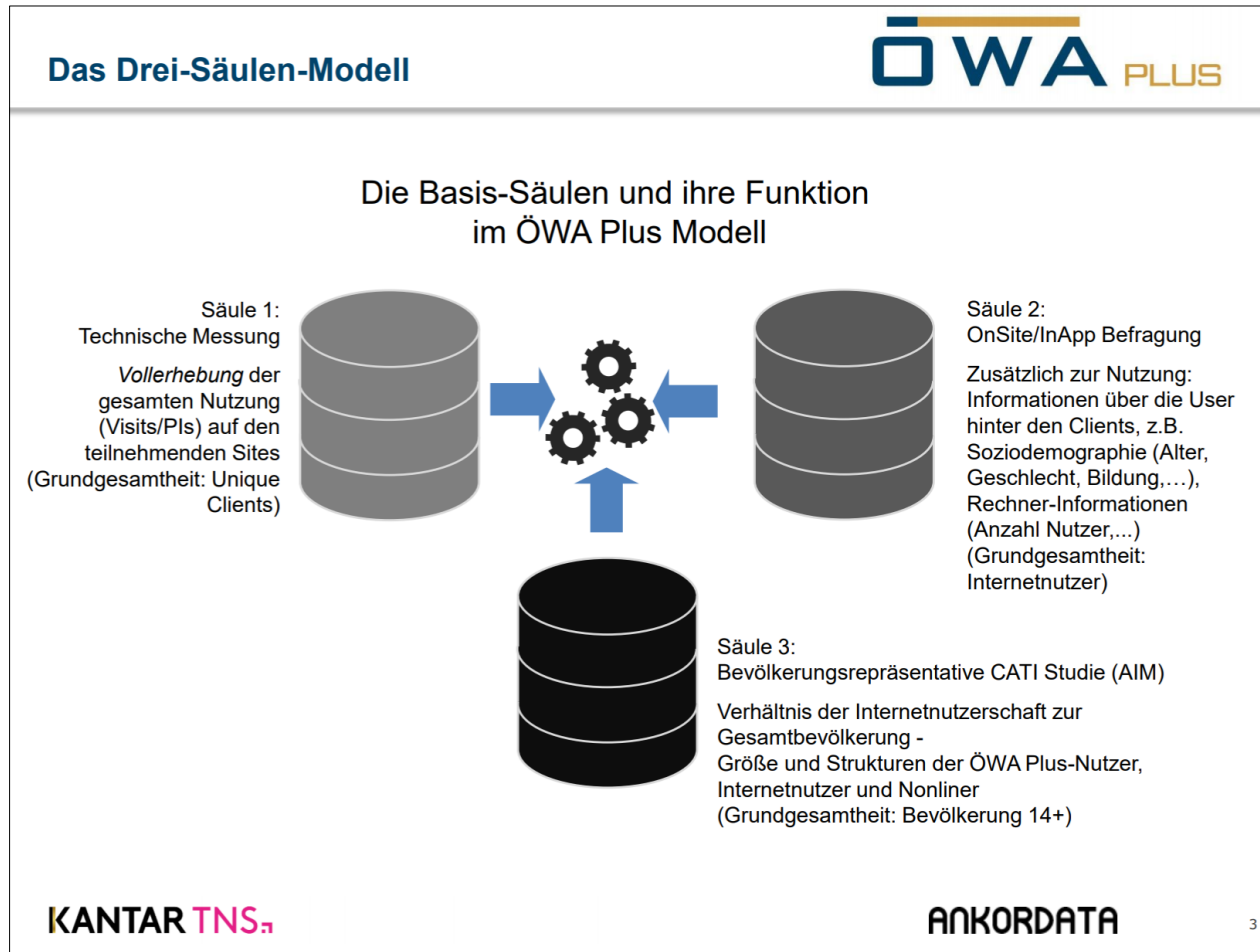 Das Drei-Säulen-Modell
ÖWA PLUS
Die Basis-Säulen und ihre Funktion
im ÖWA Plus Modell
Säule 1:
Technische Messung
Vollerhebung der
gesamten Nutzung
(Visits/PIs) auf den
teilnehmenden Sites
(Grundgesamtheit: Unique
Clients)
Säule 2:
OnSite/InApp Befragung
Zusätzlich zur Nutzung:
Informationen über die User
hinter den Clients, z.B.
Soziodemographie (Alter,
Geschlecht, Bildung,…),
Rechner-Informationen
(Anzahl Nutzer,...)
(Grundgesamtheit:
Internetnutzer)
Säule 3:
Bevölkerungsrepräsentative CATI Studie (AIM)
Verhältnis der Internetnutzerschaft zur
Gesamtbevölkerung -
Größe und Strukturen der ÖWA Plus-Nutzer,
Internetnutzer und Nonliner
(Grundgesamtheit: Bevölkerung 14+)
KANTAR TNS
ANKORDATA
3